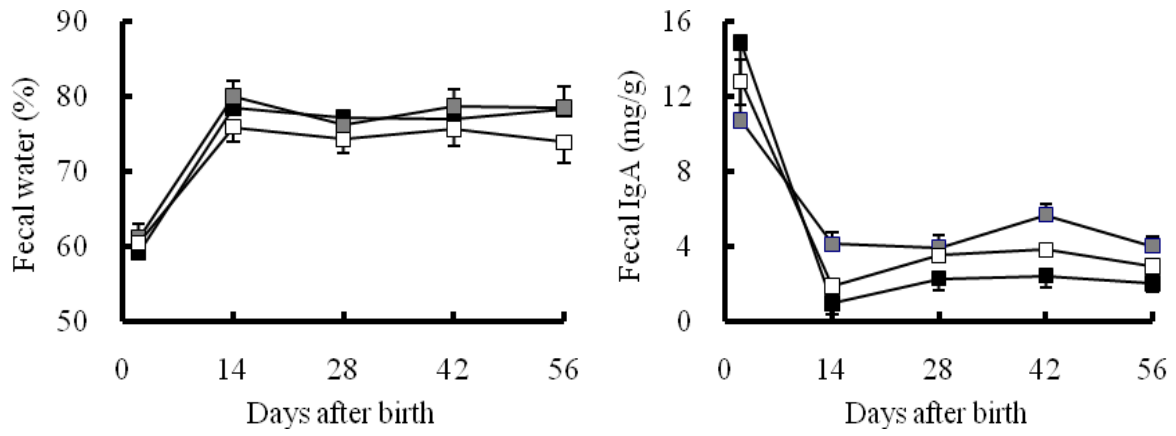 Fecal water (%)
90
80
70
60
50
0 14 28 42 56
Days after birth
Fecal IgA (mg/g)
16
12
8
4
0
0 14 28 42 56
Days after birth